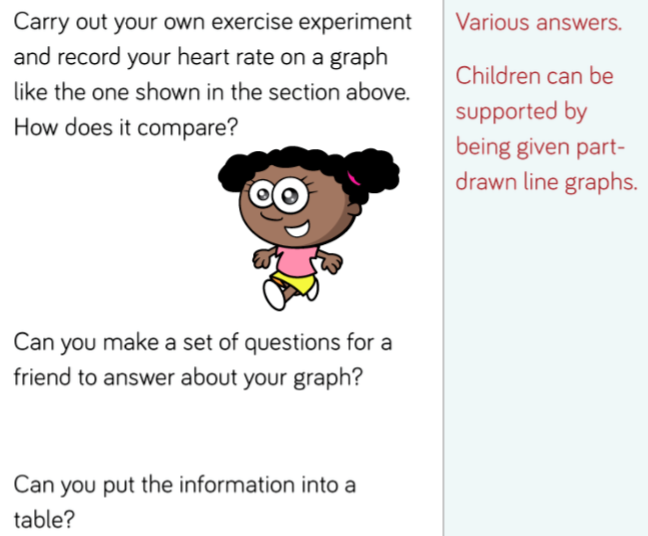 Carry out your own exercise experiment
and record your heart rate on a graph
like the one shown in the section above.
How does it compare?
Can you make a set of questions for a
friend to answer about your graph?
Can you put the information into a
table?
Various answers.
Children can be
supported by
being given part-
drawn line graphs.